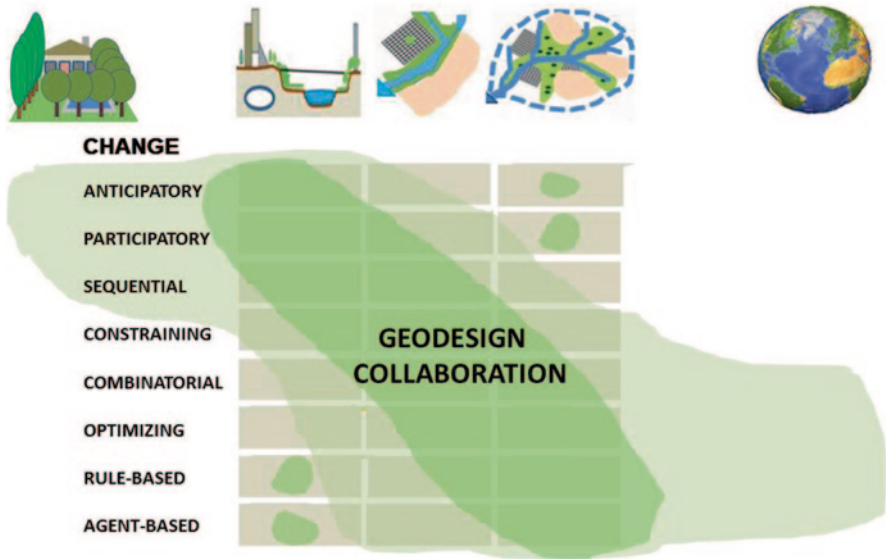 CHANGE
ANTICIPATORY
PARTICIPATORY
SEQUENTIAL
CONSTRAINING
GEODESIGN
COLLABORATION
COMBINATORIAL
OPTIMIZING
RULE-BASED
AGENT-BASED